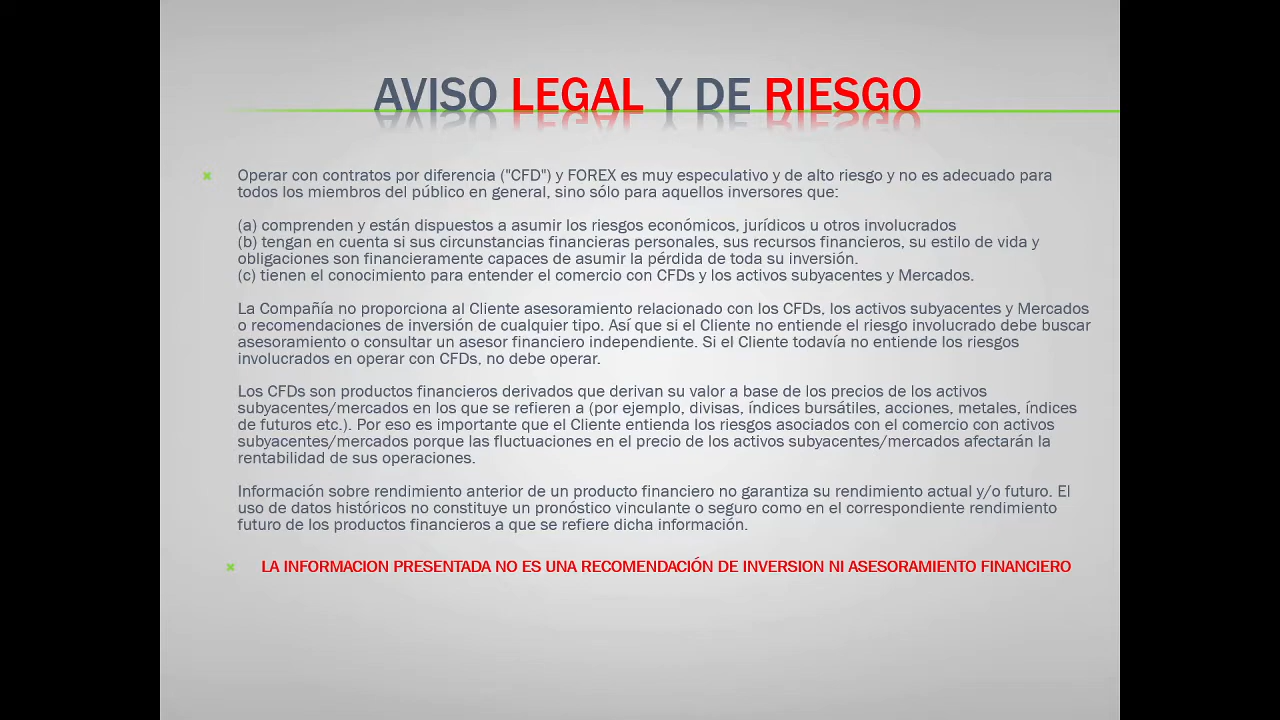 AVISO LEGAL Y DE RIESGO
Operar con contratos por diferencia ("CFD") y FOREX es muy especulativo y de alto riesgo y no es adecuado para
todos los miembros del público en general, sino sólo para aquellos inversores que:
(a) comprenden y están dispuestos a asumir los riesgos económicos, jurídicos u otros involucrados
(b) tengan en cuenta si sus circunstancias financieras personales, sus recursos financieros, su estilo de vida y
obligaciones son financieramente capaces de asumir la pérdida de toda su inversión.
(c) tienen el conocimiento para entender el comercio con CFDs y los activos subyacentes y Mercados.
La Compañía no proporciona al Cliente asesoramiento relacionado con los CFDs, los activos subyacentes y Mercados
o recomendaciones de inversión de cualquier tipo. Así que si el Cliente no entiende el riesgo involucrado debe buscar
asesoramiento o consultar un asesor financiero independiente. Si el Cliente todavía no entiende los riesgos
involucrados en operar con CFDs, no debe operar.
Los CFDs son productos financieros derivados que derivan su valor a base de los precios de los activos
subyacentes/mercados en los que se refieren a (por ejemplo, divisas, índices bursátiles, acciones, metales, índices
de futuros etc.). Por eso es importante que el Cliente entienda los riesgos asociados con el comercio con activos
subyacentes/mercados porque las fluctuaciones en el precio de los activos subyacentes/mercados afectarán la
rentabilidad de sus operaciones.
Información sobre rendimiento anterior de un producto financiero no garantiza su rendimiento actual y/o futuro. El
uso de datos históricos no constituye un pronóstico vinculante o seguro como en el correspondiente rendimiento
futuro de los productos financieros a que se refiere dicha información.
LA INFORMACION PRESENTADA NO ES UNA RECOMENDACIÓN DE INVERSION NI ASESORAMIENTO FINANCIERO